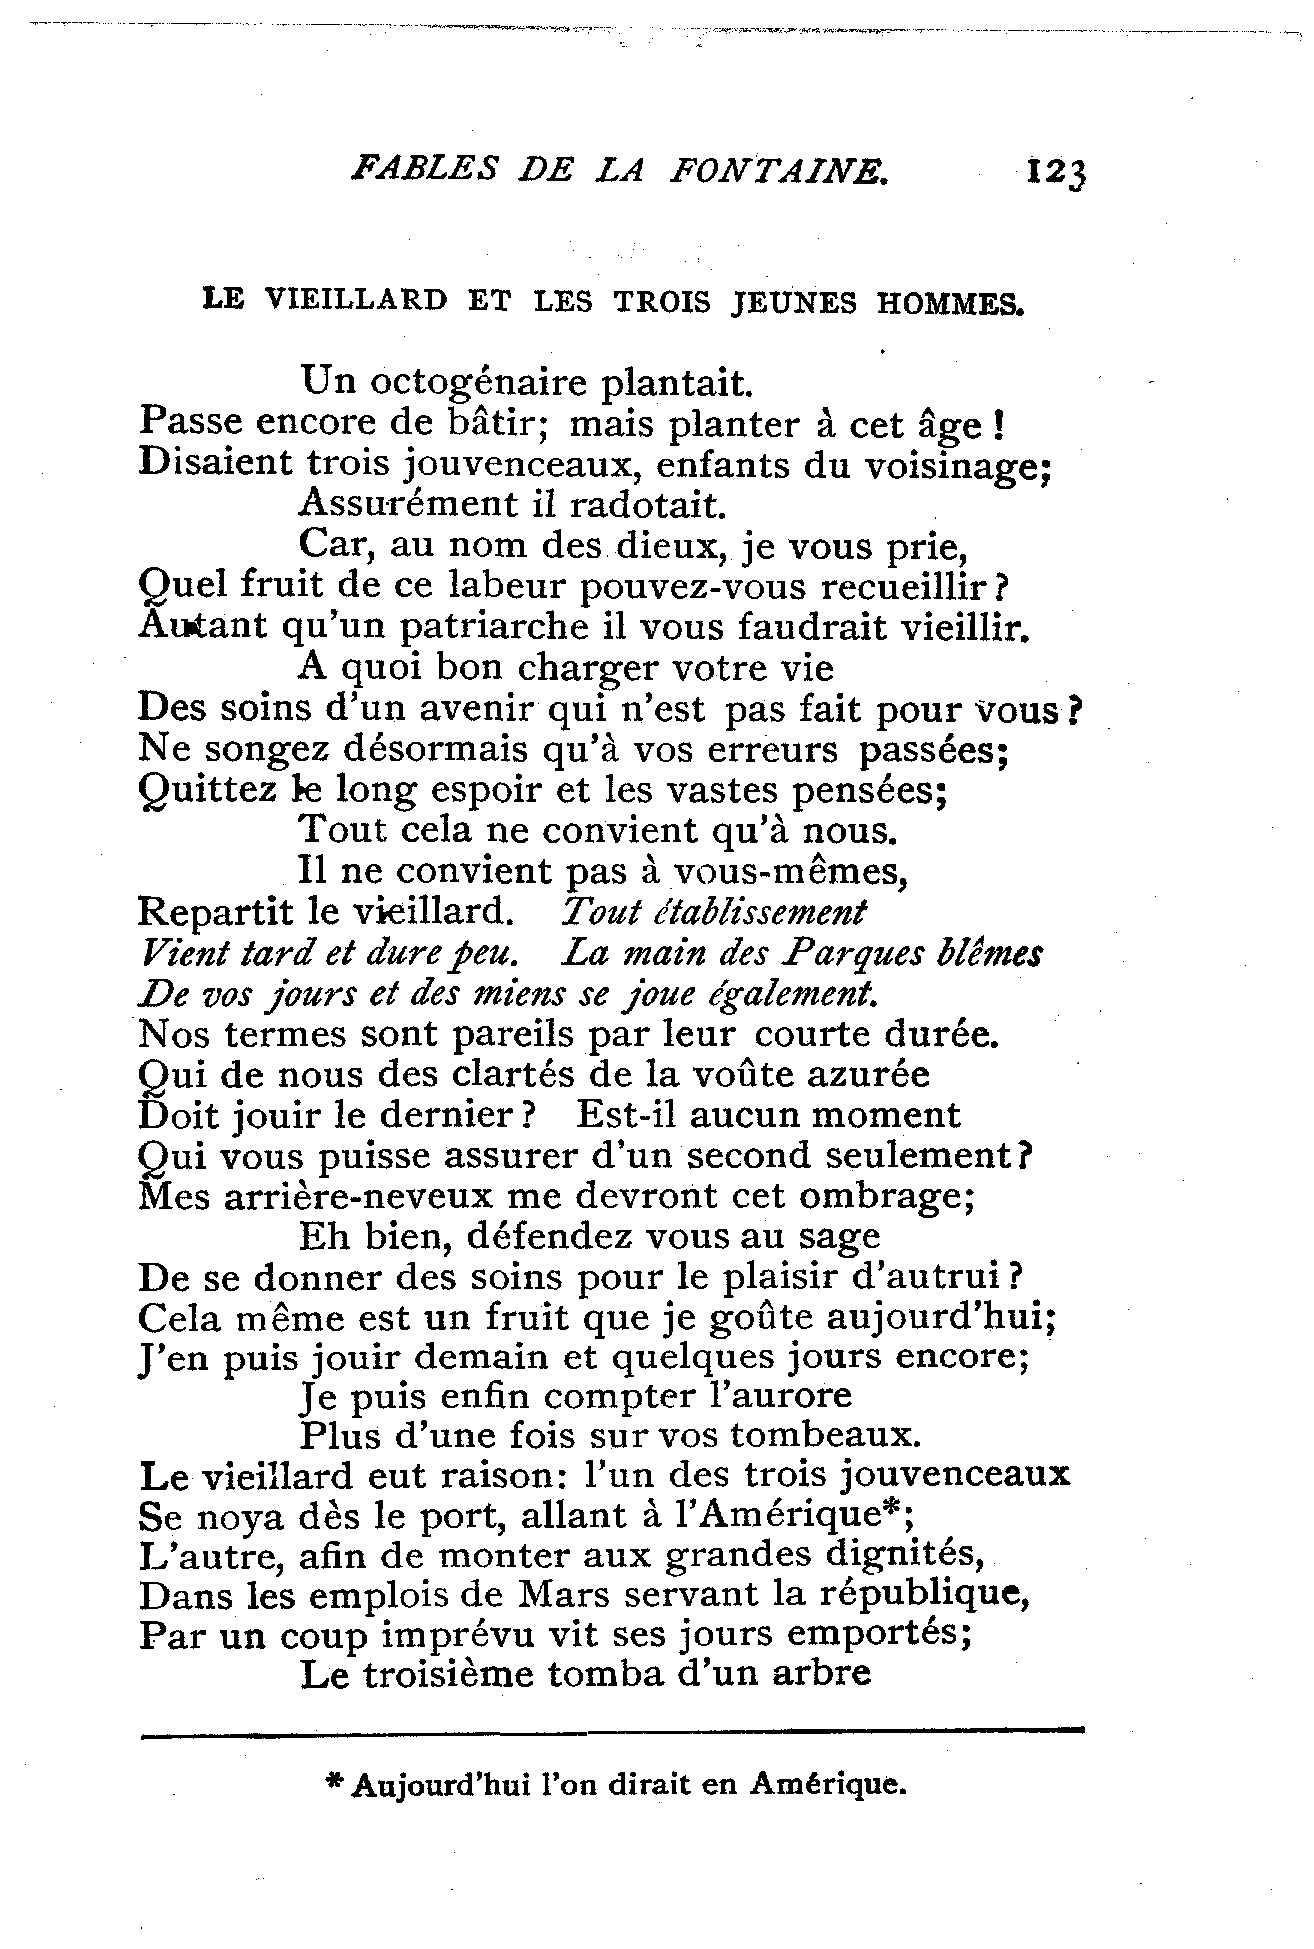 FABLES DE LA FONTAINE. 123
LE VIEILLARD ET LES TROIS JEUNES HOMMES.
Un octogénaire plantait.
Passe encore de bâtir; mais planter à cet âge !
Disaient trois jouvenceaux, enfants du voisinage;
Assurément il radotait.
Car, au nom des dieux, je vous prie,
Quel fruit de ce labeur pouvez-vous recueillir ?
Autant qu'un patriarche il vous faudrait vieillir.
A quoi bon charger votre vie
Des soins d'un avenir qui n'est pas fait pour vous ?
Ne songez désormais qu'à vos erreurs passées;
Quittez le long espoir et les vastes pensées;
Tout cela ne convient qu'à nous.
Il ne convient pas à vous-mêmes,
Repartit le vieillard. Tout établissement
Vient tard et dure peu. La main des Parques blêmes
De vos jours et des miens se joue également.
Nos termes sont pareils par leur courte durée.
Qui de nous des clartés de la voûte azurée
Doit jouir le dernier ? Est-il aucun moment
Qui vous puisse assurer d'un second seulement ?
Mes arrière-neveux me devront cet ombrage;
Eh bien, défendez vous au sage
De se donner des soins pour le plaisir d'autrui ?
Cela même est un fruit que je goûte aujourd'hui;
J'en puis jouir demain et quelques jours encore;
Je puis enfin compter l'aurore
Plus d'une fois sur vos tombeaux.
Le vieillard eut raison: l'un des trois jouvenceaux
Se noya dès le port, allant à l'Amérique*;
L'autre, afin de monter aux grandes dignités,
Dans les emplois de Mars servant la république,
Par un coup imprévu vit ses jours emportés;
Le troisième tomba d'un arbre
* Aujourd'hui l'on dirait en Amérique.